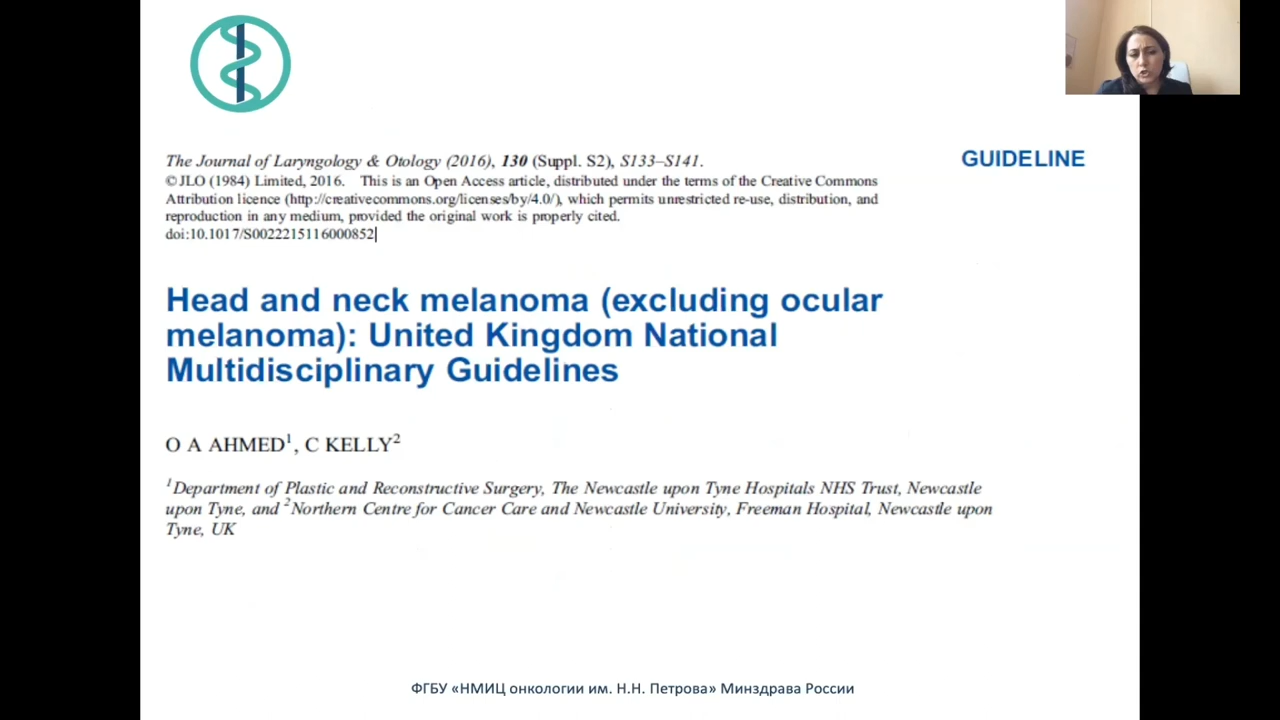 The Journal of Laryngology & Otology (2016), 130 (Suppl. S2), S133–S141.
GUIDELINE
©JLO (1984) Limited, 2016. This is an Open Access article, distributed under the terms of the Creative Commons
Attribution licence (http://creativecommons.org/licenses/by/4.0/), which permits unrestricted re-use, distribution, and
reproduction in any medium, provided the original work is properly cited.
doi:10.1017/S0022215116000852
Head and neck melanoma (excluding ocular
melanoma): United Kingdom National
Multidisciplinary Guidelines
O A AHMED¹, C KELLY²
¹Department of Plastic and Reconstructive Surgery, The Newcastle upon Tyne Hospitals NHS Trust, Newcastle
upon Tyne, and ²Northern Centre for Cancer Care and Newcastle University, Freeman Hospital, Newcastle upon
Tyne, UK
ФГБУ «НМИЦ онкологии им. Н.Н. Петрова» Минздрава России